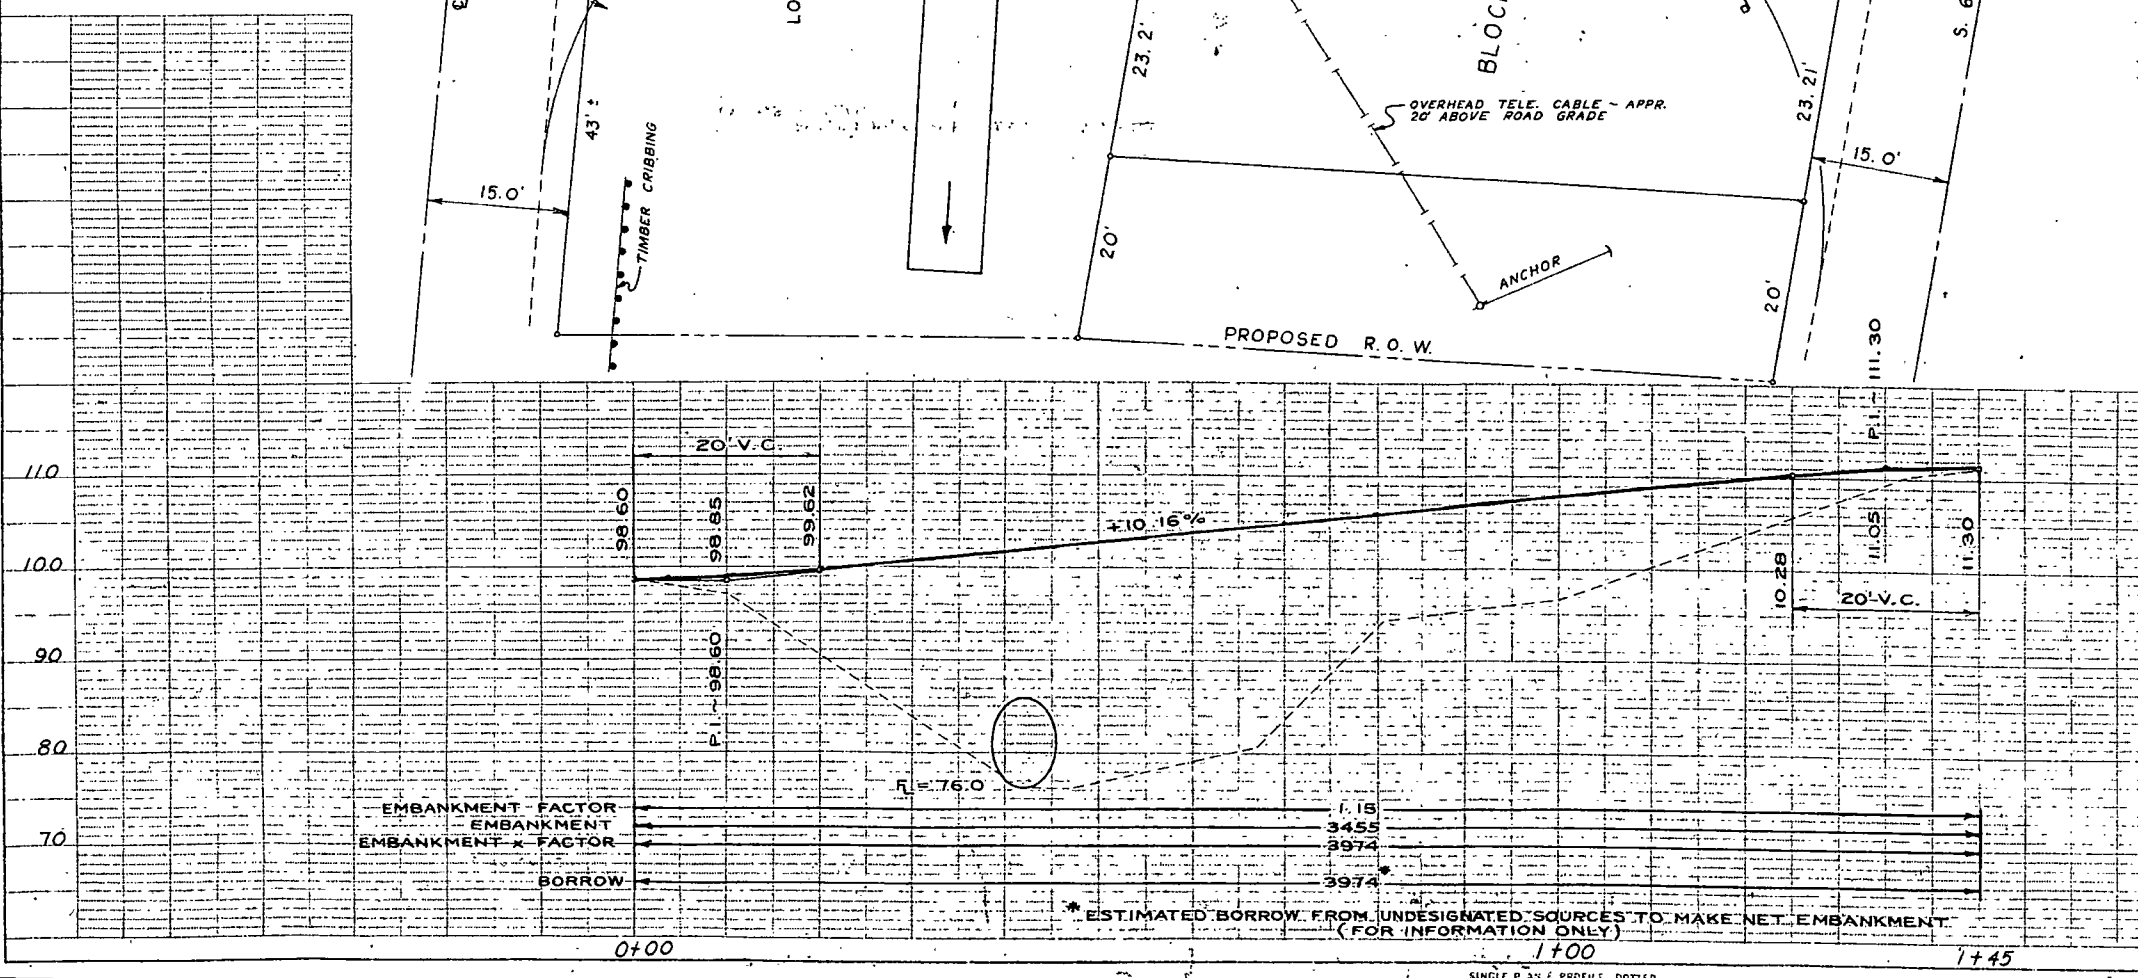 LO
23.2'
BLOC
S. 6
OVERHEAD TELE. CABLE ~ APPR.
20' ABOVE ROAD GRADE
23.21'
43' ±
TIMBER CRIBBING
15.0'
15.0'
20'
ANCHOR
20'
PROPOSED R.O.W.
P.I. ~ 111.30
20' V.C.
110
98.60
98.85
99.62
+10.16%
11.05
11.30
100
10.28
20' V.C.
90
P.I. ~ 98.60
80
FL = 76.0
EMBANKMENT FACTOR 1.15
EMBANKMENT 3455
70
EMBANKMENT x FACTOR 3974
BORROW 3974*
* ESTIMATED BORROW FROM UNDESIGNATED SOURCES TO MAKE NET EMBANKMENT
(FOR INFORMATION ONLY)
0+00
1+00
1+45